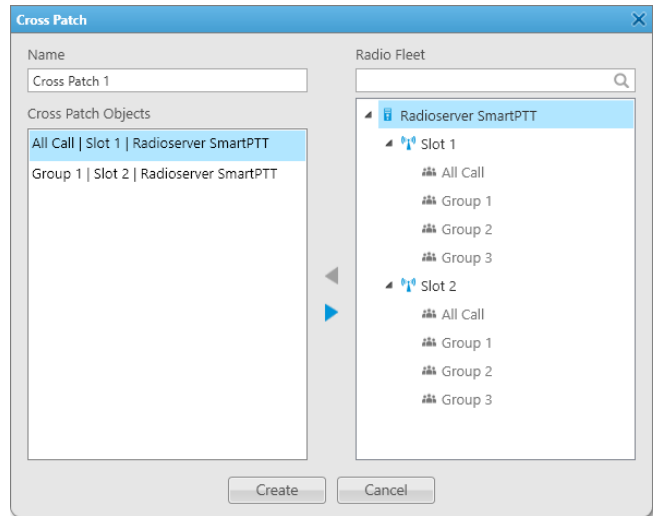 Cross Patch
Name
Cross Patch 1
Cross Patch Objects
All Call | Slot 1 | Radioserver SmartPTT
Group 1 | Slot 2 | Radioserver SmartPTT
Radio Fleet
Radioserver SmartPTT
Slot 1
All Call
Group 1
Group 2
Group 3
Slot 2
All Call
Group 1
Group 2
Group 3
Create
Cancel